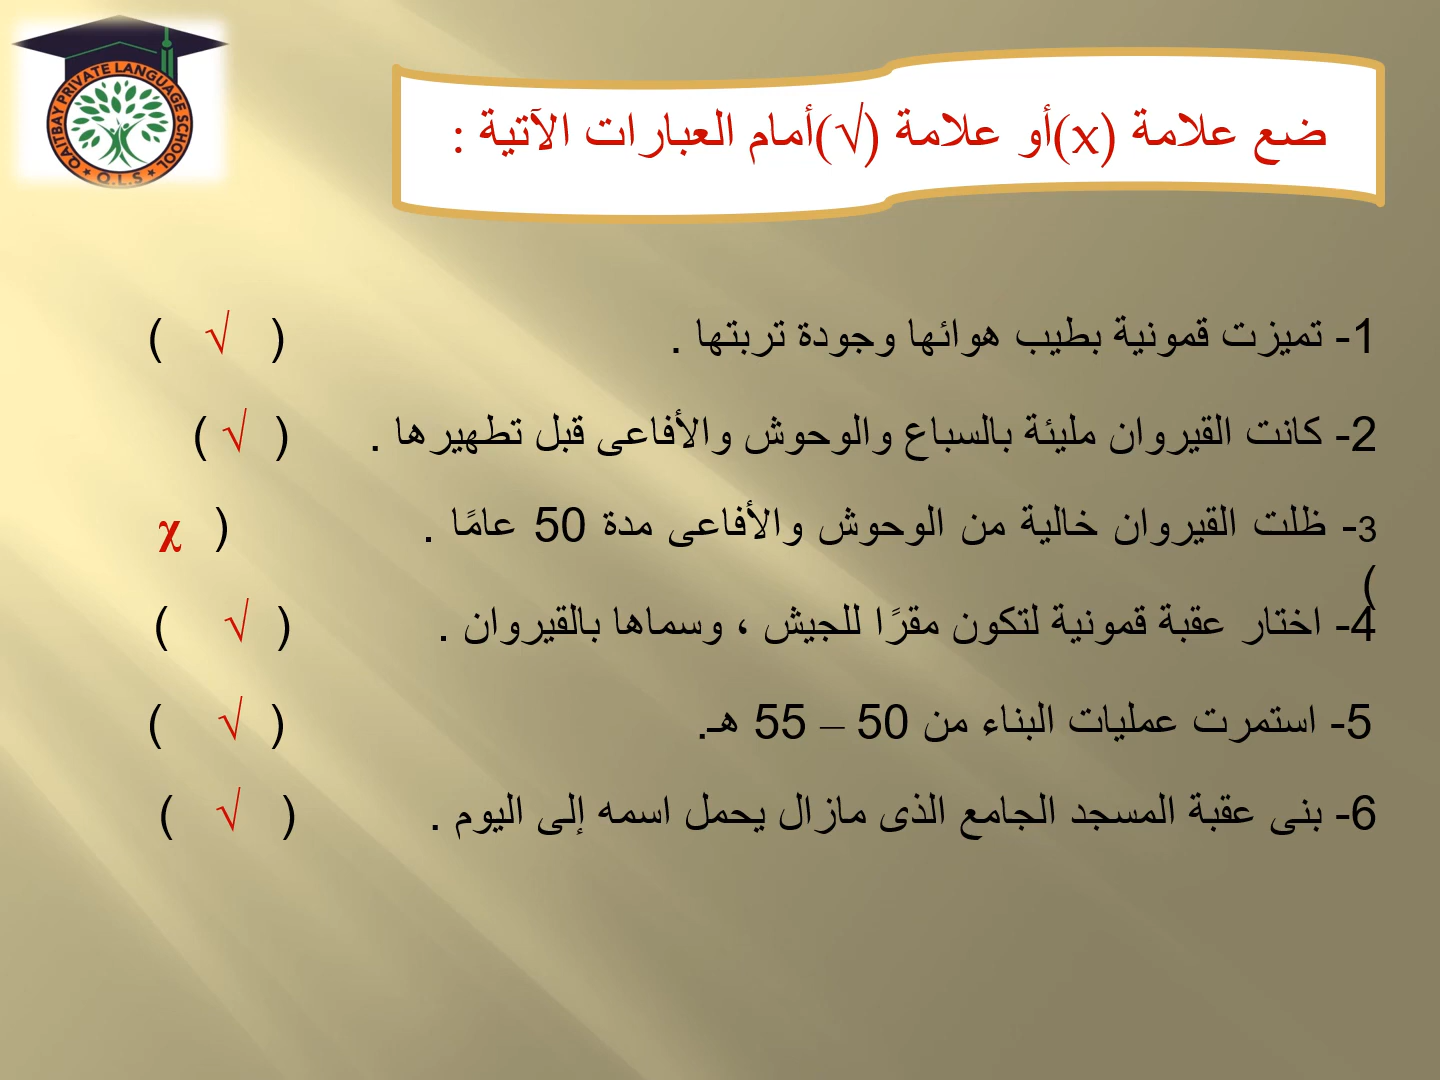 QAITBAY PRIVATE LANGUAGE SCHOOL
Q.L.S
ضع علامة (x)أو علامة (√)أمام العبارات الآتية :
1- تميزت قمونية بطيب هوائها وجودة تربتها . ( √ )
2- كانت القيروان مليئة بالسباع والوحوش والأفاعى قبل تطهيرها . ( √ )
3- ظلت القيروان خالية من الوحوش والأفاعى مدة 50 عامًا . ( χ
)
4- اختار عقبة قمونية لتكون مقرًا للجيش ، وسماها بالقيروان . ( √ )
5- استمرت عمليات البناء من 50 – 55 هـ. ( √ )
6- بنى عقبة المسجد الجامع الذى مازال يحمل اسمه إلى اليوم . ( √ )